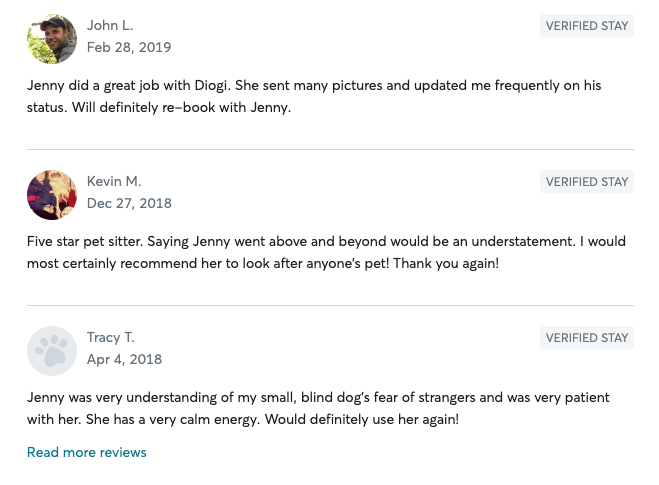 John L.
VERIFIED STAY
Feb 28, 2019
Jenny did a great job with Diogi. She sent many pictures and updated me frequently on his
status. Will definitely re-book with Jenny.
Kevin M.
VERIFIED STAY
Dec 27, 2018
Five star pet sitter. Saying Jenny went above and beyond would be an understatement. I would
most certainly recommend her to look after anyone's pet! Thank you again!
Tracy T.
VERIFIED STAY
Apr 4, 2018
Jenny was very understanding of my small, blind dog's fear of strangers and was very patient
with her. She has a very calm energy. Would definitely use her again!
Read more reviews